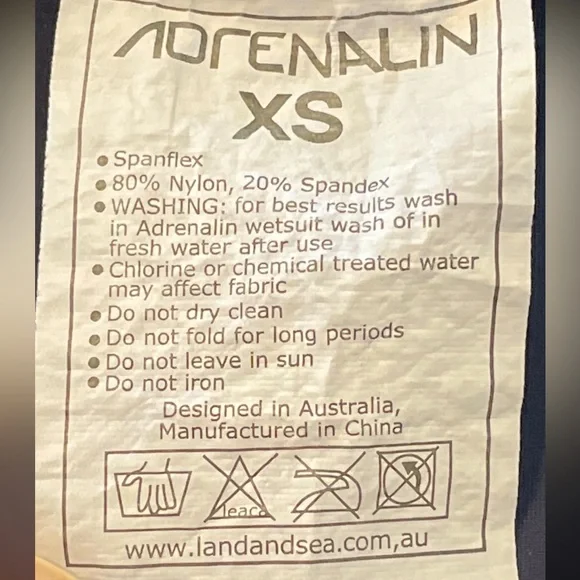 ADRENALIN
XS
• Spanflex
• 80% Nylon, 20% Spandex
• WASHING: for best results wash
in Adrenalin wetsuit wash of in
fresh water after use
• Chlorine or chemical treated water
may affect fabric
• Do not dry clean
• Do not fold for long periods
• Do not leave in sun
• Do not iron
Designed in Australia,
Manufactured in China
www.landandsea.com,au